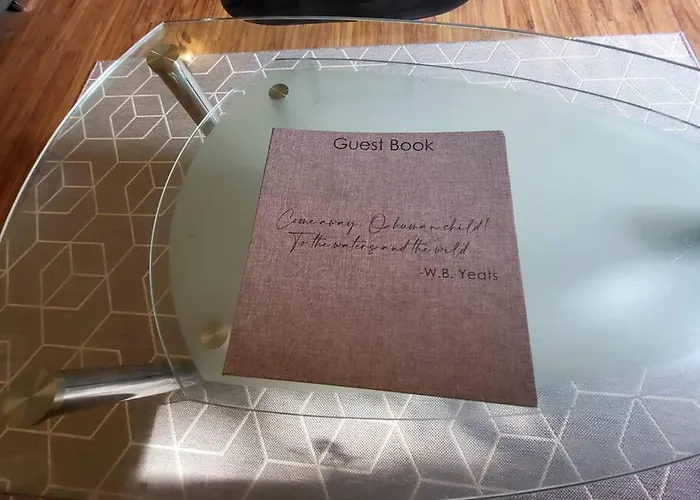 Guest Book
Come away, O human child!
To the waters and the wild
-W.B. Yeats